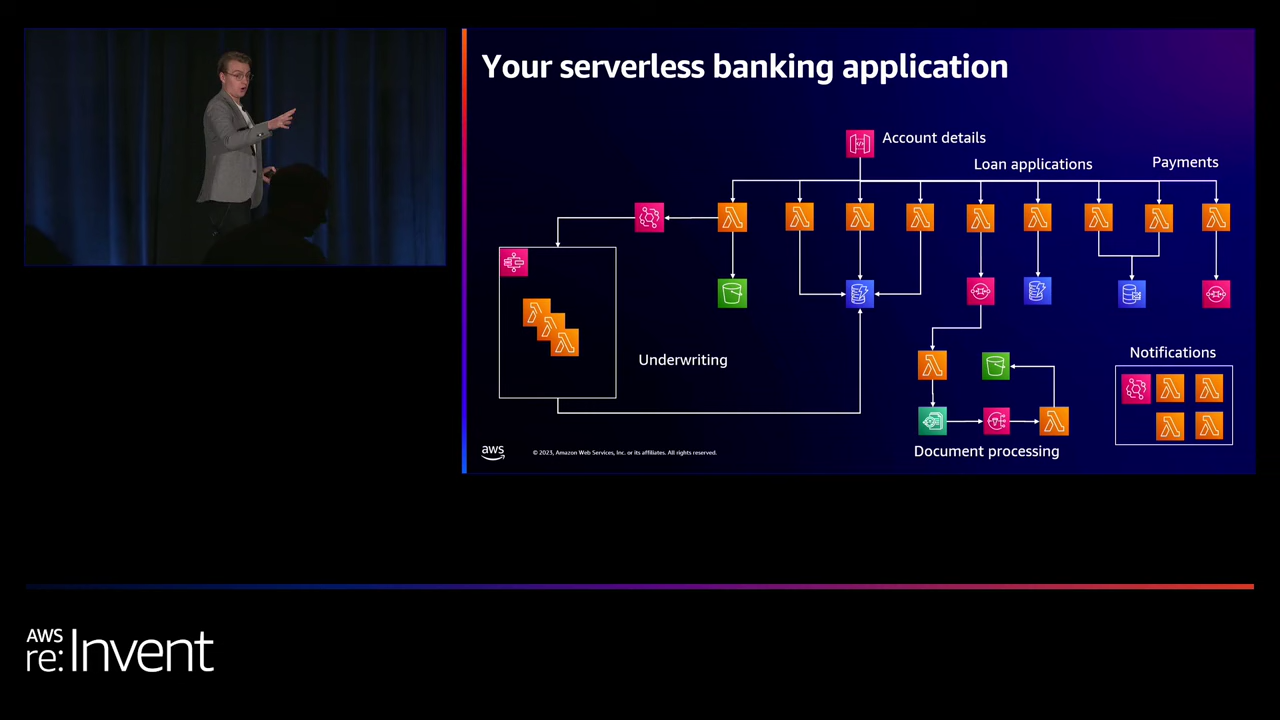 Your serverless banking application
Account details
Loan applications
Payments
Underwriting
Notifications
Document processing
aws
© 2023, Amazon Web Services, Inc. or its affiliates. All rights reserved.
AWS
re:Invent